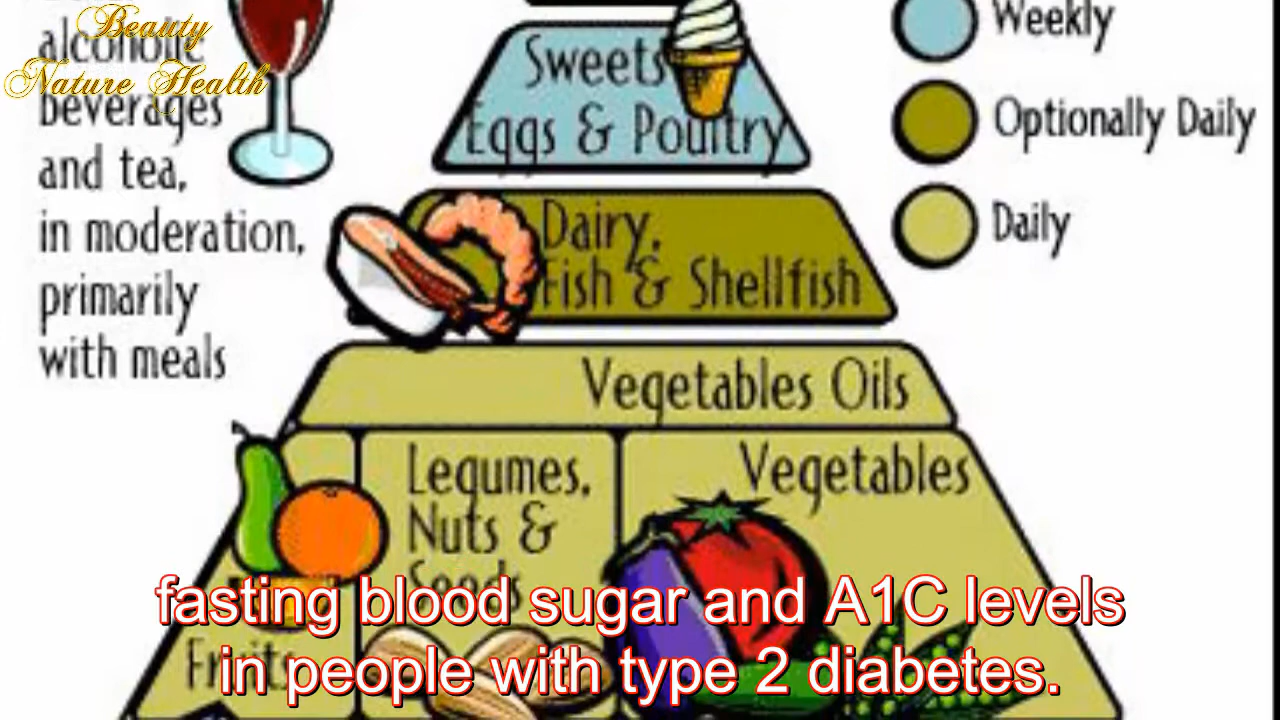 Beauty
Nature Health
alcoholic
beverages
and tea,
in moderation,
primarily
with meals
Sweets
Eggs & Poultry
Dairy,
Fish & Shellfish
Vegetables Oils
Legumes,
Nuts &
Seeds
Vegetables
Fruits
Weekly
Optionally Daily
Daily
fasting blood sugar and A1C levels
in people with type 2 diabetes.